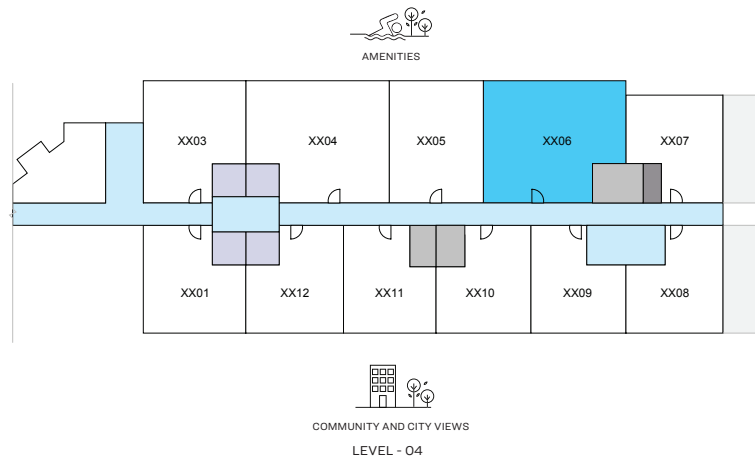 AMENITIES
XX03 XX04 XX05 XX06 XX07
XX01 XX12 XX11 XX10 XX09 XX08
COMMUNITY AND CITY VIEWS
LEVEL - 04